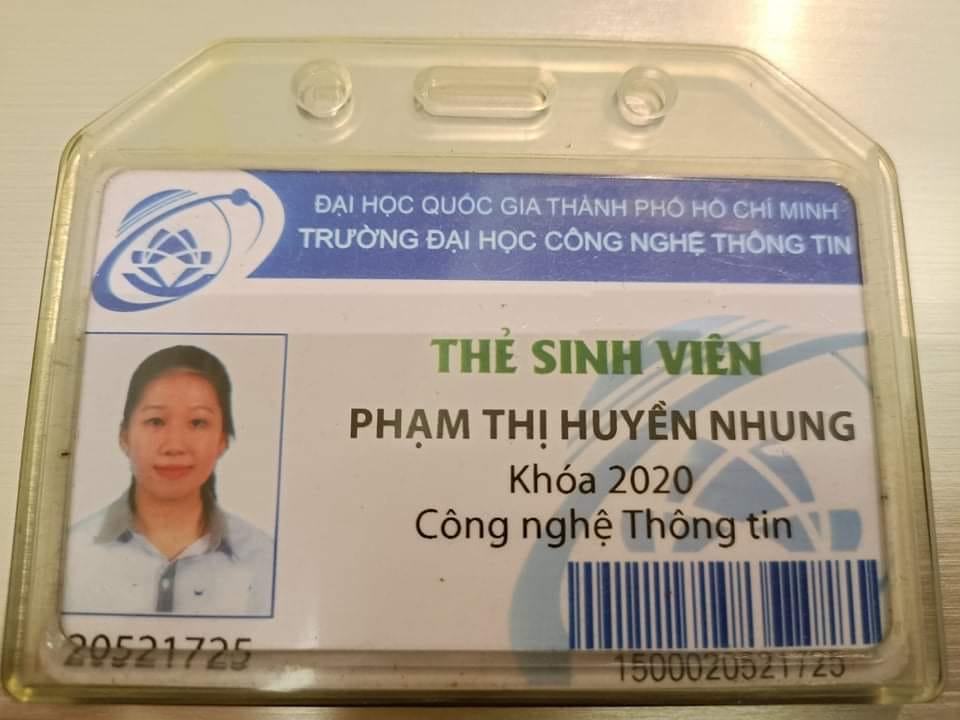 ĐẠI HỌC QUỐC GIA THÀNH PHỐ HỒ CHÍ MINH
TRƯỜNG ĐẠI HỌC CÔNG NGHỆ THÔNG TIN
THẺ SINH VIÊN
PHẠM THỊ HUYỀN NHUNG
Khóa 2020
Công nghệ Thông tin
20521725
1500020521725